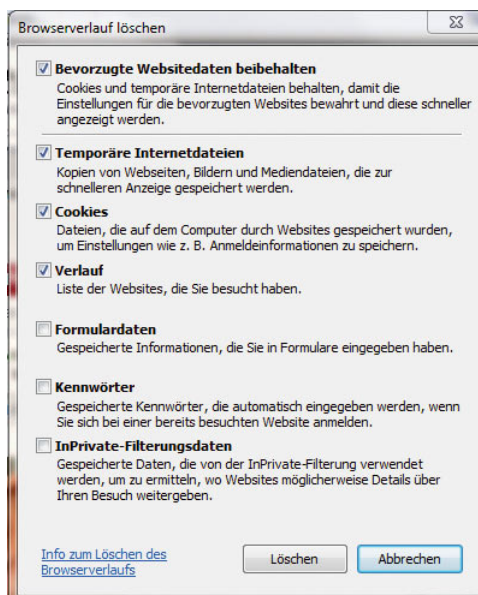 Browserverlauf löschen
Bevorzugte Websitedaten beibehalten
Cookies und temporäre Internetdateien behalten, damit die
Einstellungen für die bevorzugten Websites bewahrt und diese schneller
angezeigt werden.
Temporäre Internetdateien
Kopien von Webseiten, Bildern und Mediendateien, die zur
schnelleren Anzeige gespeichert werden.
Cookies
Dateien, die auf dem Computer durch Websites gespeichert wurden,
um Einstellungen wie z. B. Anmeldeinformationen zu speichern.
Verlauf
Liste der Websites, die Sie besucht haben.
Formulardaten
Gespeicherte Informationen, die Sie in Formulare eingegeben haben.
Kennwörter
Gespeicherte Kennwörter, die automatisch eingegeben werden, wenn
Sie sich bei einer bereits besuchten Website anmelden.
InPrivate-Filterungsdaten
Gespeicherte Daten, die von der InPrivate-Filterung verwendet
werden, um zu ermitteln, wo Websites möglicherweise Details über
Ihren Besuch weitergeben.
Info zum Löschen des
Browserverlaufs
Löschen
Abbrechen